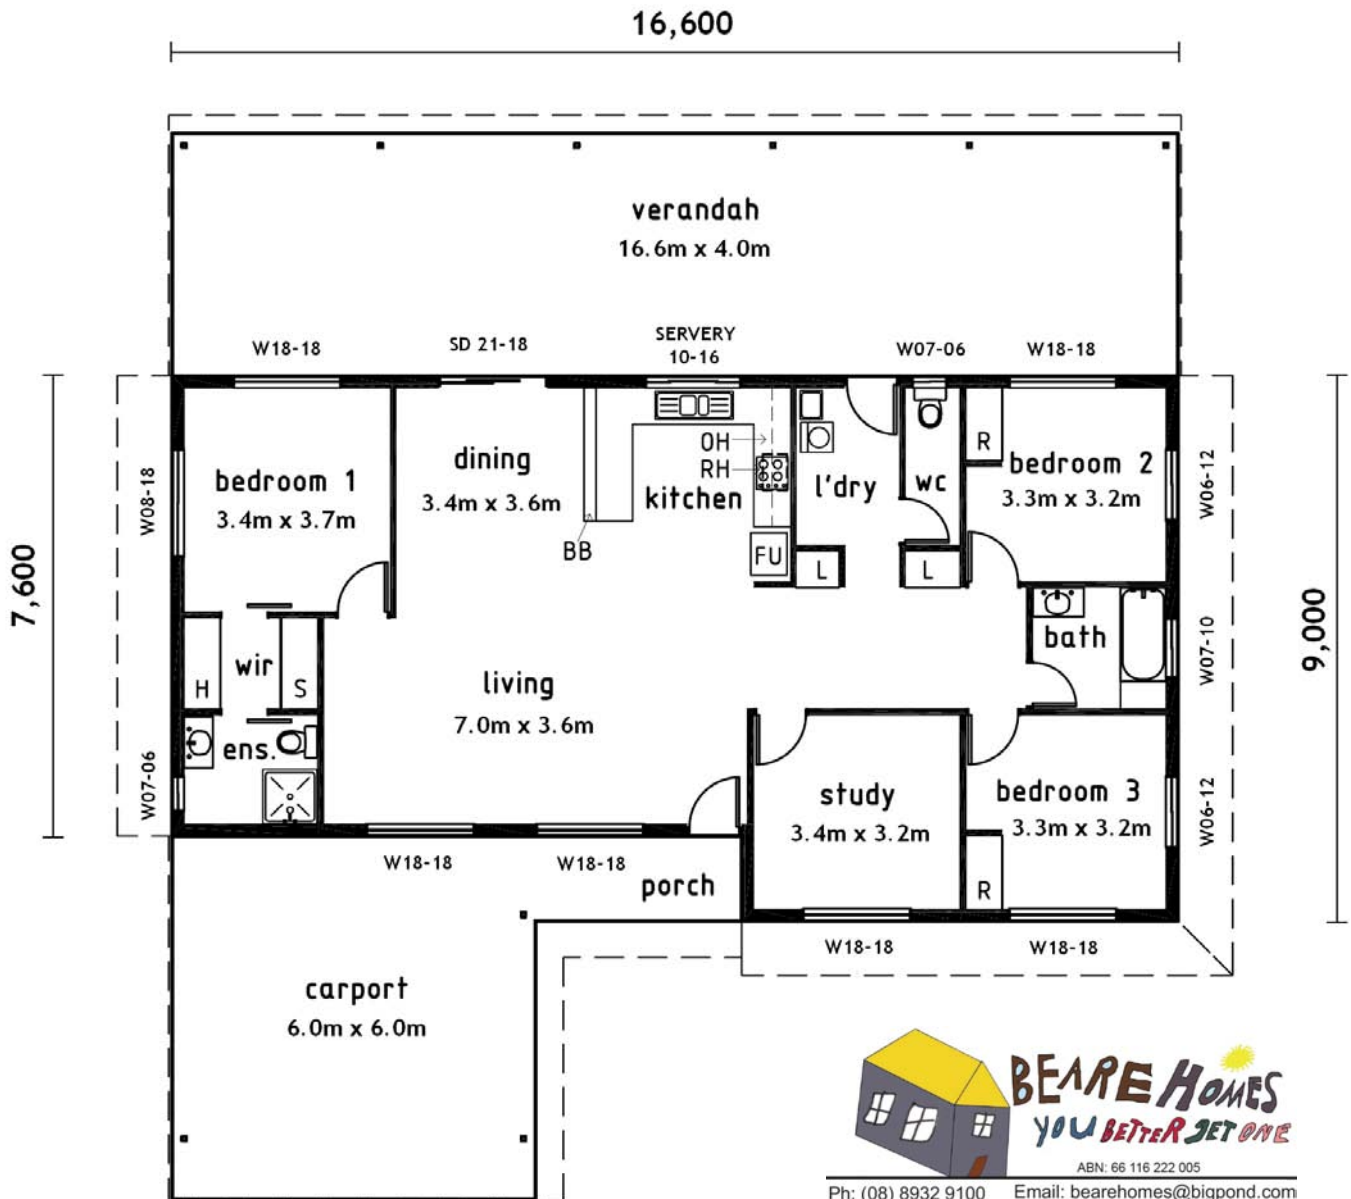 16,600
verandah
16.6m x 4.0m
W18-18
SD 21-18
SERVERY
10-16
W07-06
W18-18
7,600
W08-18
bedroom 1
3.4m x 3.7m
dining
3.4m x 3.6m
BB
OH
RH
kitchen
FU
l'dry
wc
L
L
R
bedroom 2
3.3m x 3.2m
W06-12
9,000
H
wir
S
living
7.0m x 3.6m
bath
W07-10
W07-06
ens.
study
3.4m x 3.2m
bedroom 3
3.3m x 3.2m
R
W06-12
W18-18
W18-18
porch
W18-18
W18-18
carport
6.0m x 6.0m
BEARE HOMES
YOU BETTER GET ONE
ABN: 66 116 222 005
Ph: (08) 8932 9100 Email: bearehomes@bigpond.com